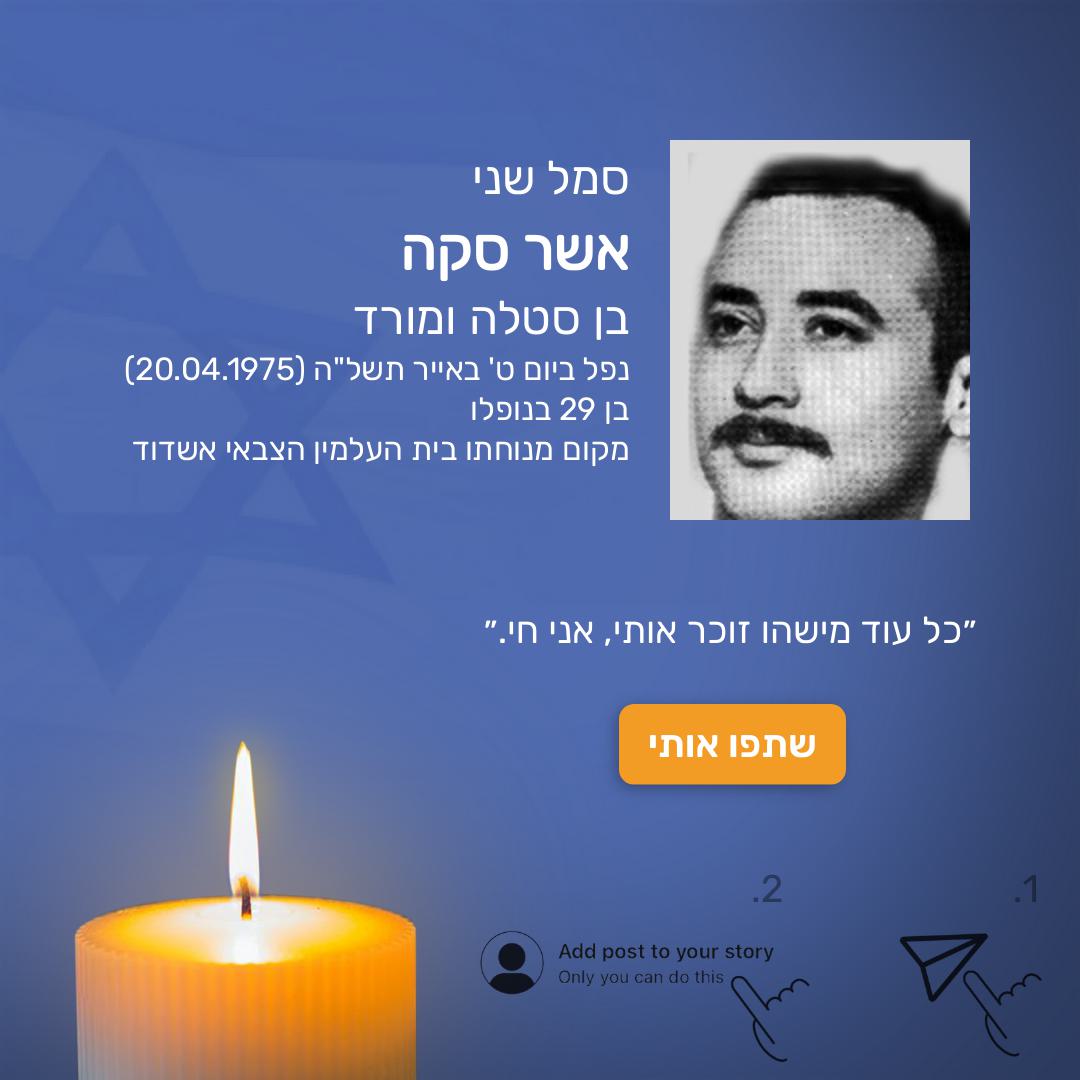 סמל שני
אשר סקה
בן סטלה ומורד
נפל ביום ט' באייר תשל"ה (20.04.1975)
בן 29 בנופלו
מקום מנוחתו בית העלמין הצבאי אשדוד
״כל עוד מישהו זוכר אותי, אני חי.״
שתפו אותי
.1
.2
Add post to your story
Only you can do this